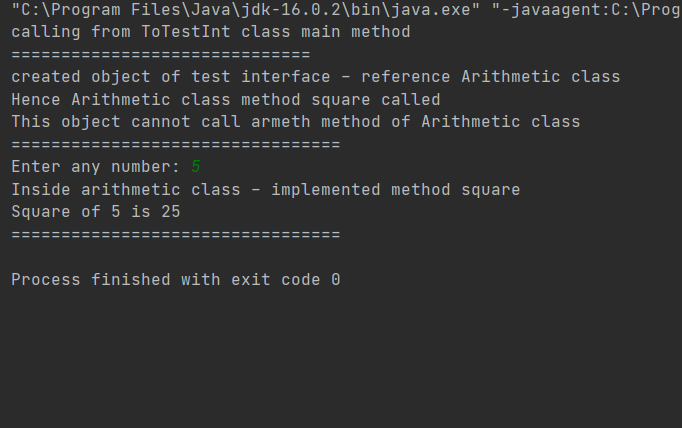 "C:\Program Files\Java\jdk-16.0.2\bin\java.exe" "-javaagent:C:\Prog
calling from ToTestInt class main method
==============================
created object of test interface – reference Arithmetic class
Hence Arithmetic class method square called
This object cannot call armeth method of Arithmetic class
=================================
Enter any number: 5
Inside arithmetic class – implemented method square
Square of 5 is 25
=================================
Process finished with exit code 0